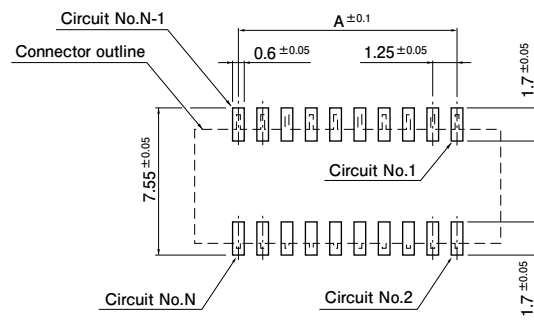 Circuit No.N-1
A±0.1
Connector outline
0.6 ±0.05
1.25±0.05
1.7 ±0.05
7.55±0.05
Circuit No.1
Circuit No.N
Circuit No.2
1.7 ±0.05